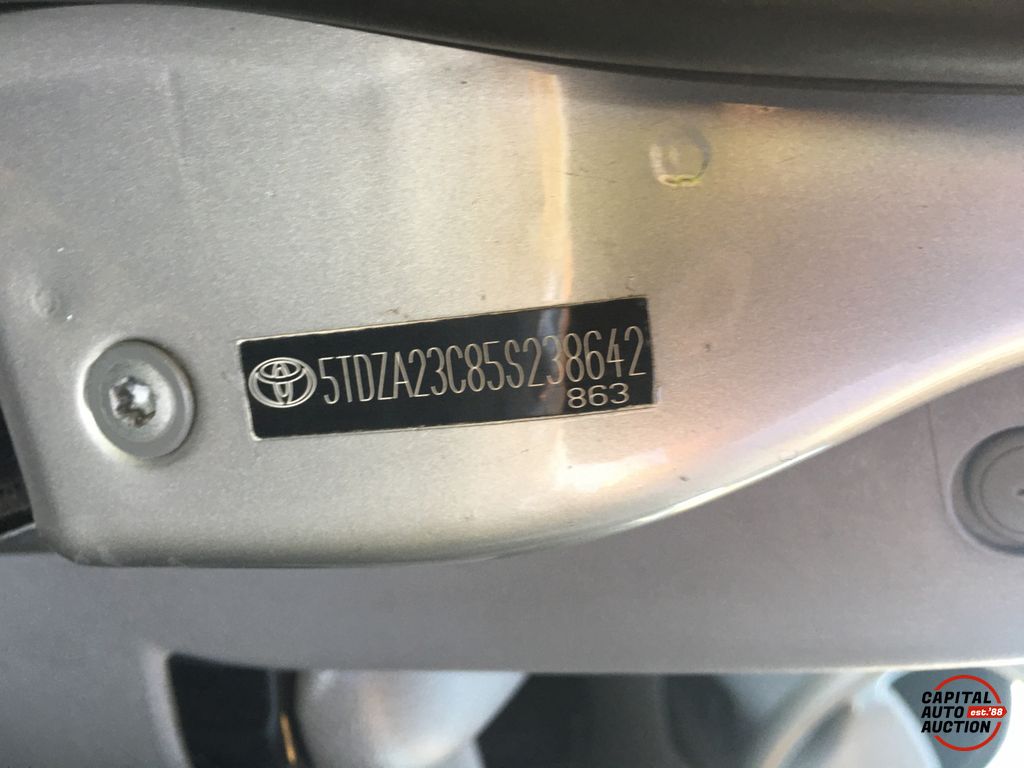 5TDZA23C85S238642
863
CAPITAL
AUTO est.'88
AUCTION